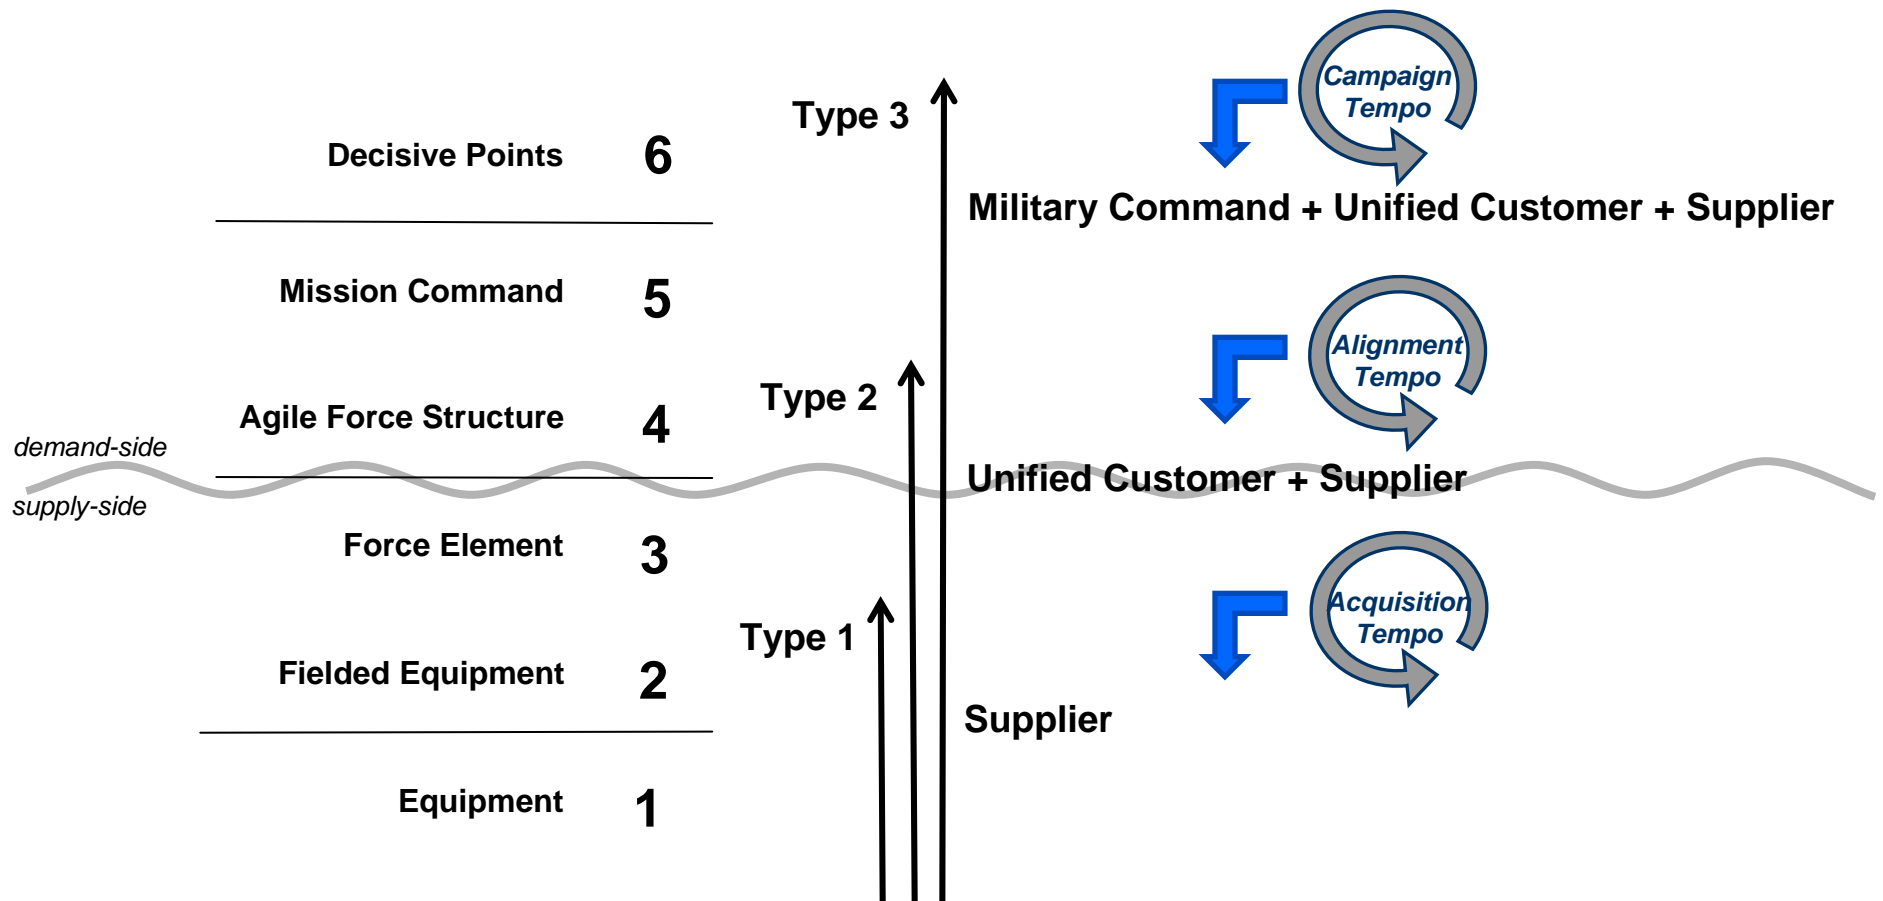 Campaign
Tempo
Type 3
Decisive Points 6
Military Command + Unified Customer + Supplier
Mission Command 5
Alignment
Tempo
Type 2
Agile Force Structure 4
demand-side
Unified Customer + Supplier
supply-side
Force Element 3
Acquisition
Tempo
Type 1
Fielded Equipment 2
Supplier
Equipment 1